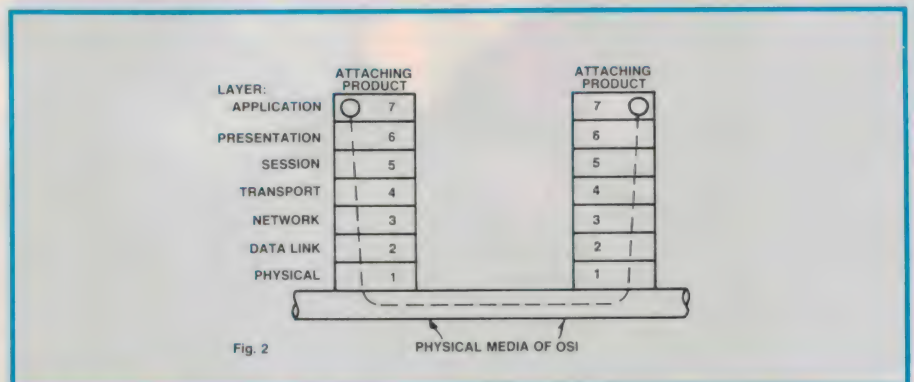 ATTACHING
PRODUCT
ATTACHING
PRODUCT
LAYER:
APPLICATION 7 7
PRESENTATION 6 6
SESSION 5 5
TRANSPORT 4 4
NETWORK 3 3
DATA LINK 2 2
PHYSICAL 1 1
Fig. 2
PHYSICAL MEDIA OF OSI